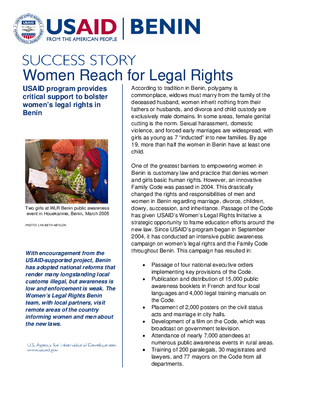 USAID | BENIN
FROM THE AMERICAN PEOPLE
SUCCESS STORY
Women Reach for Legal Rights
USAID program provides
critical support to bolster
women's legal rights in
Benin
Two girls at WLR Benin public awareness
event in Houekanme, Benin, March 2005
With encouragement from the
USAID-supported project, Benin
has adopted national reforms that
render many longstanding local
customs illegal, but awareness is
low and enforcement is weak. The
Women's Legal Rights Benin
team, with local partners, visit
remote areas of the country
informing women and men about
the new laws.
U.S. Agency for International Development
www.usaid.gov
According to tradition in Benin, polygamy is
commonplace, widows must marry from the family of the
deceased husband, women inherit nothing from their
fathers or husbands, and divorce and child custody are
exclusively male domains. In some areas, female genital
cutting is the norm. Sexual harassment, domestic
violence, and forced early marriages are widespread, with
girls as young as 7 "inducted" into new families. By age
19, more than half the women in Benin have at least one
child.
One of the greatest barriers to empowering women in
Benin is customary law and practice that denies women
and girls basic human rights. However, an innovative
Family Code was passed in 2004. This drastically
changed the rights and responsibilities of men and
women in Benin regarding marriage, divorce, children,
dowry, succession, and inheritance. Passage of the Code
has given USAID's Women's Legal Rights Initiative a
strategic opportunity to frame education efforts around the
new law. Since USAID's program began in September
2004, it has conducted an intensive public awareness
campaign on women's legal rights and the Family Code
throughout Benin. This campaign has resulted in:
• Passage of four national executive orders
implementing key provisions of the Code.
• Publication and distribution of 15,000 public
awareness booklets in French and four local
languages and 4,000 legal training manuals on
the Code.
• Placement of 2,000 posters on the civil status
acts and marriage in city halls.
• Development of a film on the Code, which was
broadcast on government television.
• Attendance of nearly 7,000 attendees at
numerous public awareness events in rural areas.
• Training of 200 paralegals, 30 magistrates and
lawyers, and 77 mayors on the Code from all
departments.